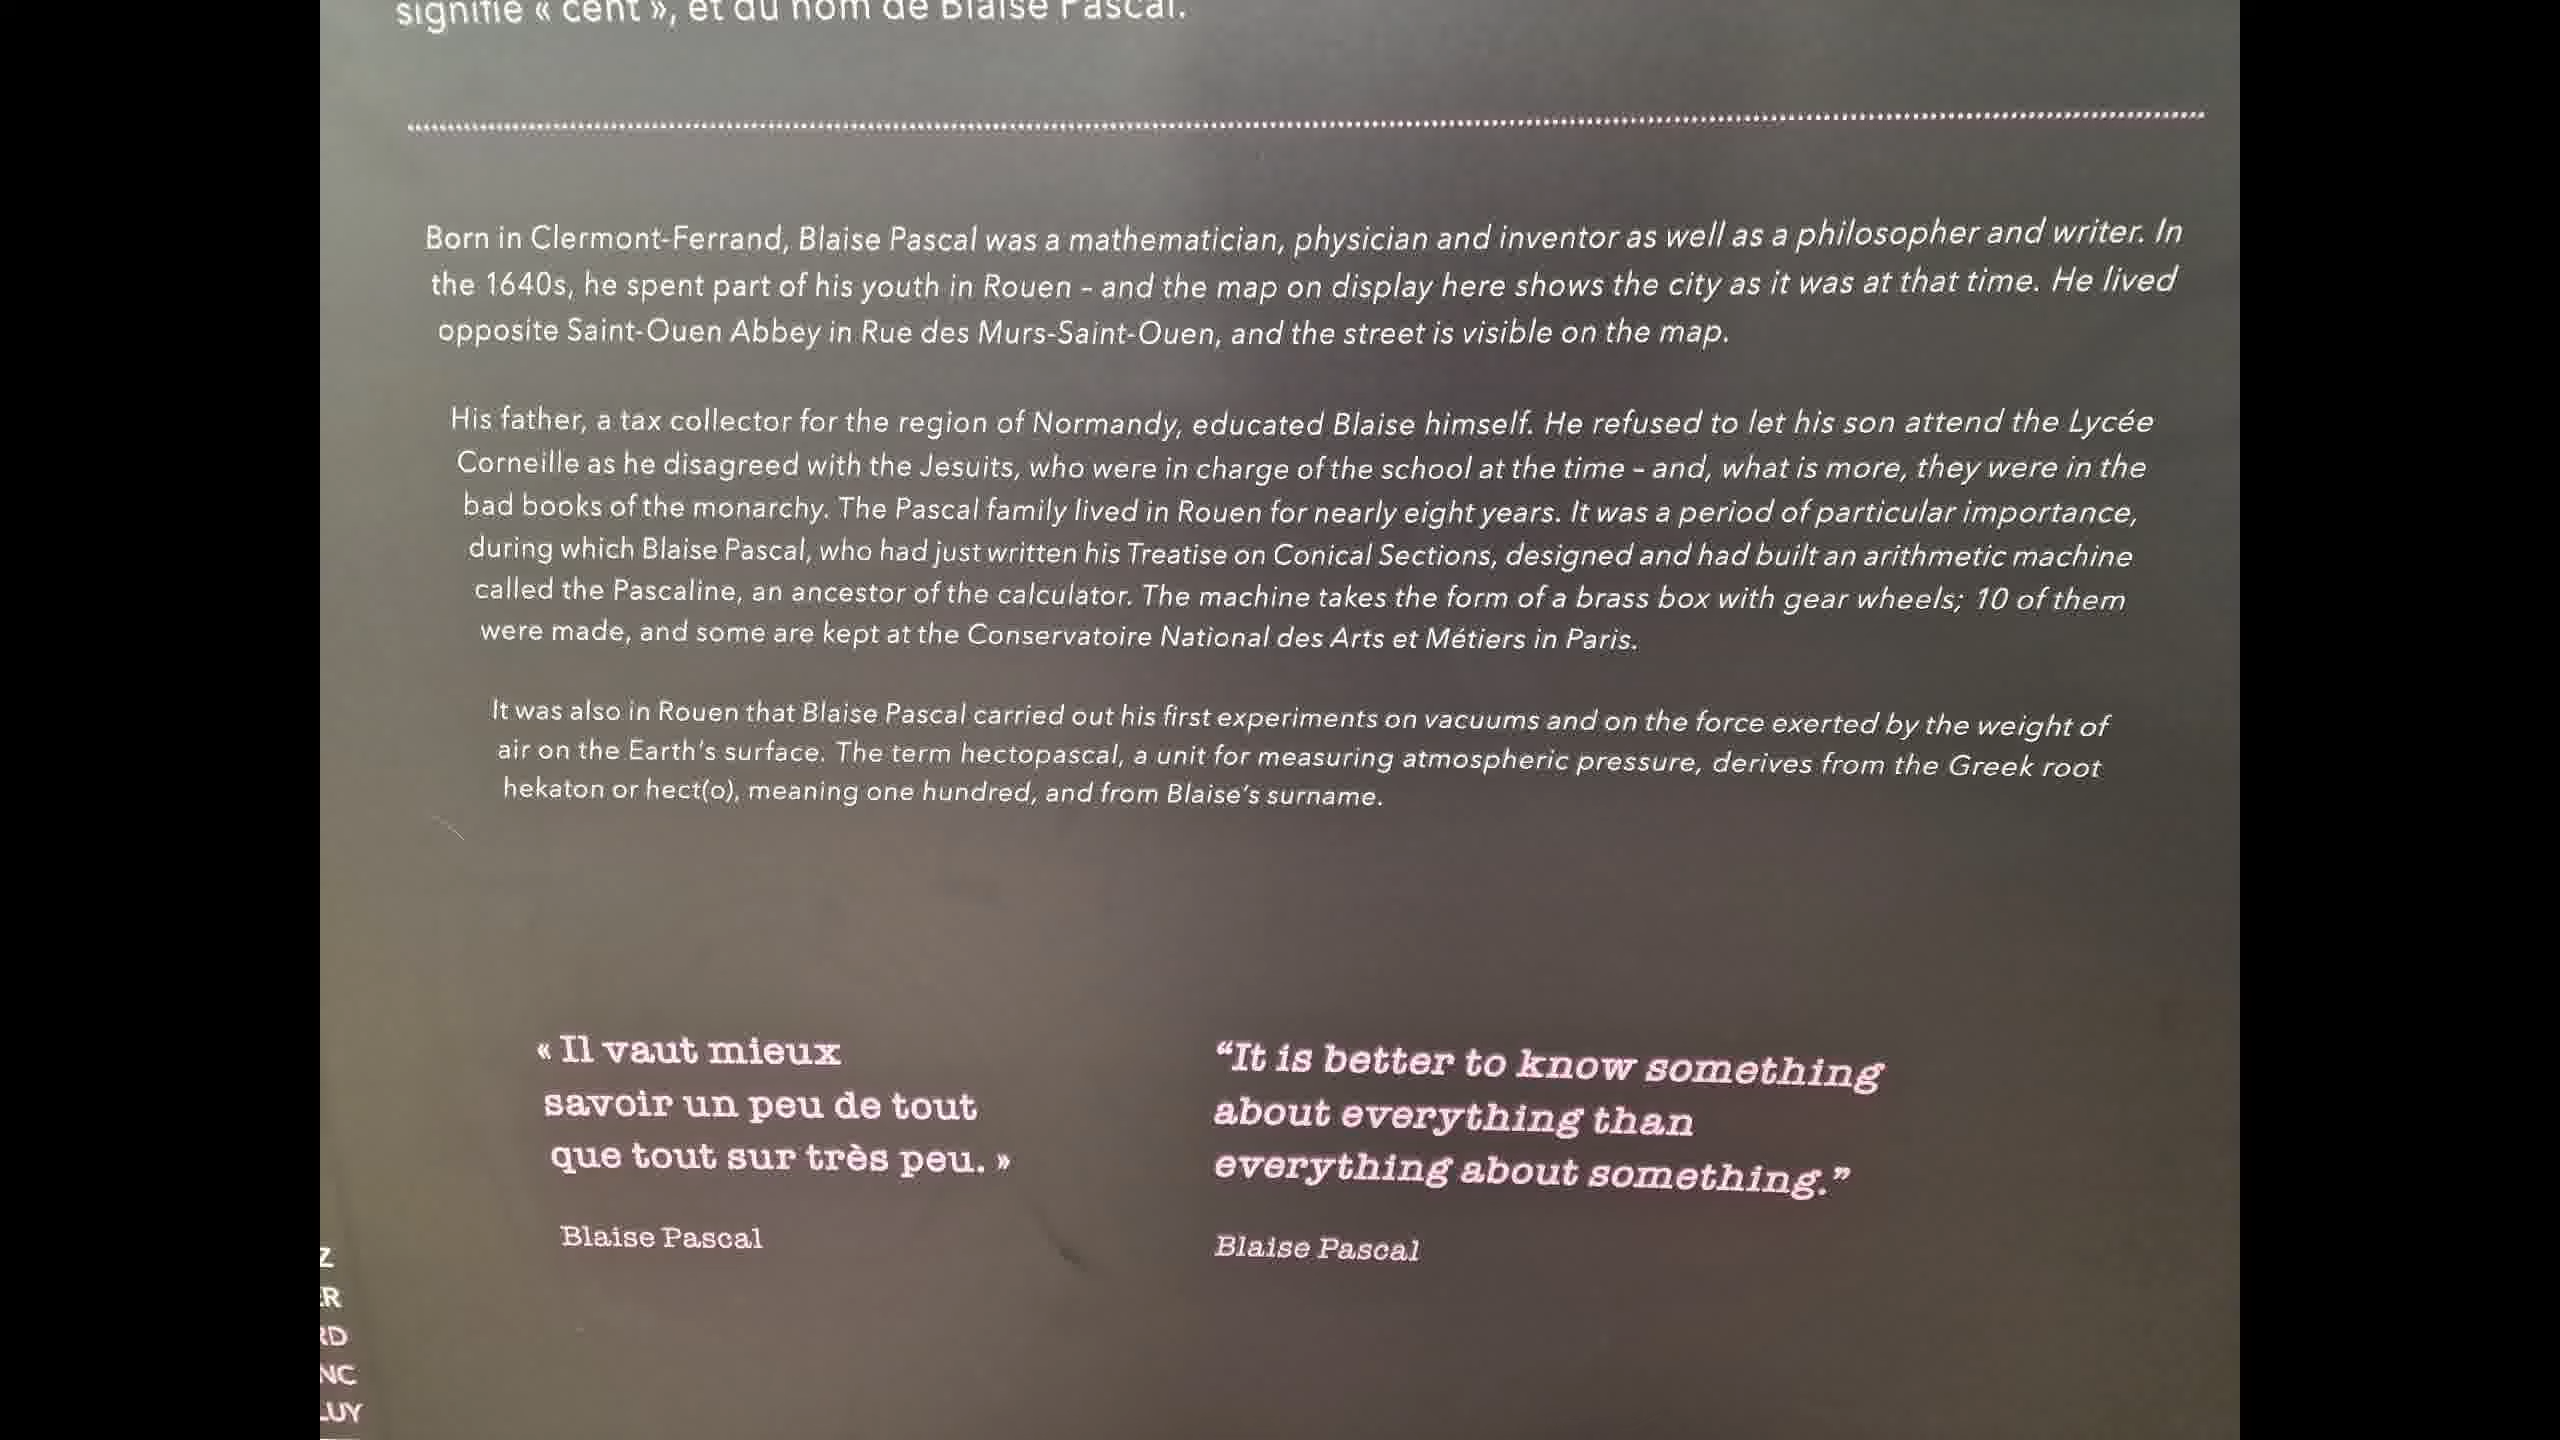 signifie « cent », et du nom de Blaise Pascal.
Born in Clermont-Ferrand, Blaise Pascal was a mathematician, physician and inventor as well as a philosopher and writer. In
the 1640s, he spent part of his youth in Rouen – and the map on display here shows the city as it was at that time. He lived
opposite Saint-Ouen Abbey in Rue des Murs-Saint-Ouen, and the street is visible on the map.
His father, a tax collector for the region of Normandy, educated Blaise himself. He refused to let his son attend the Lycée
Corneille as he disagreed with the Jesuits, who were in charge of the school at the time – and, what is more, they were in the
bad books of the monarchy. The Pascal family lived in Rouen for nearly eight years. It was a period of particular importance,
during which Blaise Pascal, who had just written his Treatise on Conical Sections, designed and had built an arithmetic machine
called the Pascaline, an ancestor of the calculator. The machine takes the form of a brass box with gear wheels; 10 of them
were made, and some are kept at the Conservatoire National des Arts et Métiers in Paris.
It was also in Rouen that Blaise Pascal carried out his first experiments on vacuums and on the force exerted by the weight of
air on the Earth's surface. The term hectopascal, a unit for measuring atmospheric pressure, derives from the Greek root
hekaton or hect(o), meaning one hundred, and from Blaise's surname.
« Il vaut mieux
savoir un peu de tout
que tout sur très peu. »
Blaise Pascal
“It is better to know something
about everything than
everything about something.”
Blaise Pascal
Z
ER
RD
NC
LUY